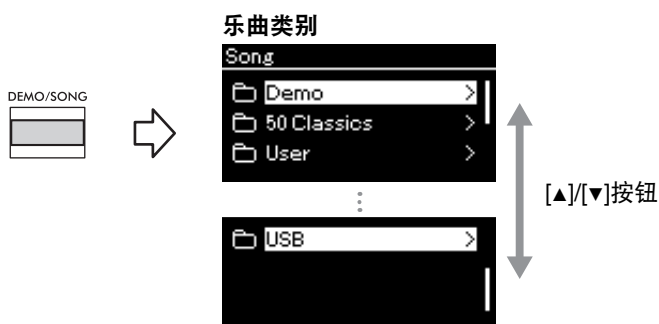 乐曲类别
Song
DEMO/SONG
Demo
50 Classics
User
[▲]/[▼]按钮
USB